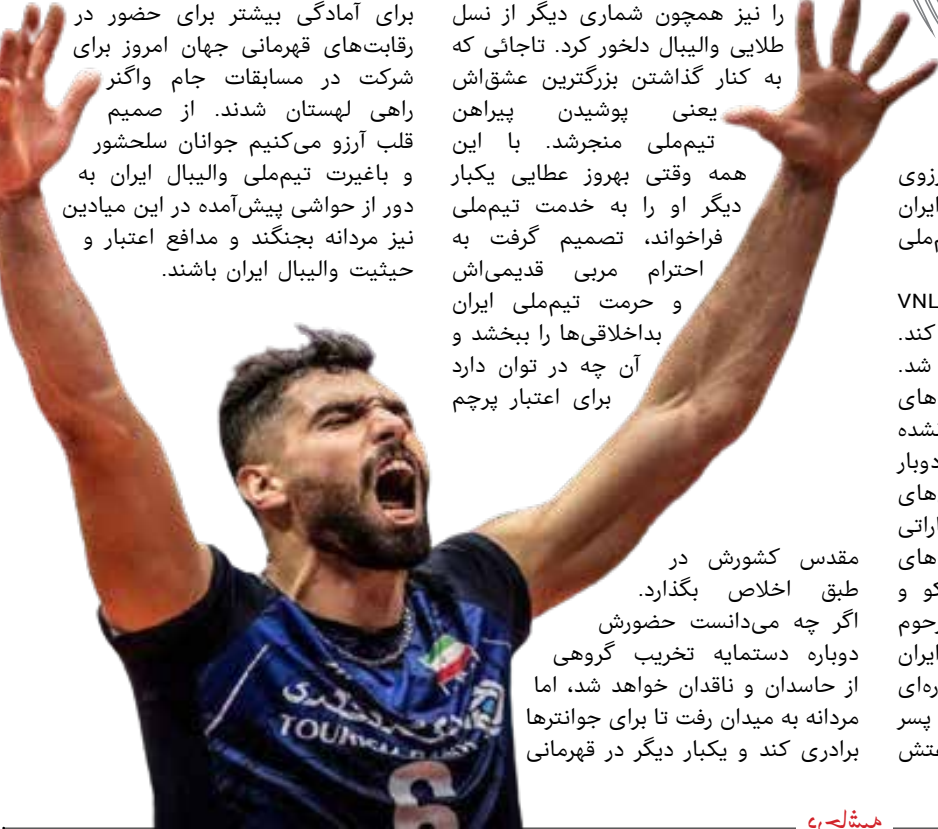 ایران
VNL
کند.
شد.
های
دوبار
های
های
و
ایران
پسر
را نیز همچون شماری دیگر از نسل
طلایی والیبال دلخور کرد. تاجائی که
به کنار گذاشتن بزرگترین عشق‌اش
یعنی پوشیدن پیراهن
تیم‌ملی منجرشد. با این
همه وقتی بهروز عطایی یکبار
دیگر او را به خدمت تیم‌ملی
فراخواند، تصمیم گرفت به
احترام مربی قدیمی‌اش
و حرمت تیم‌ملی ایران
بداخلاقی‌ها را ببخشد و
آن چه در توان دارد
برای اعتبار پرچم
مقدس کشورش در
طبق اخلاص بگذارد.
اگر چه می‌دانست حضورش
دوباره دستمایه تخریب گروهی
از حاسدان و ناقدان خواهد شد، اما
مردانه به میدان رفت تا برای جوانترها
برادری کند و یکبار دیگر در قهرمانی
برای آمادگی بیشتر برای حضور در
رقابت‌های قهرمانی جهان امروز برای
شرکت در مسابقات جام واگنر
راهی لهستان شدند. از صمیم
قلب آرزو می‌کنیم جوانان سلحشور
و باغیرت تیم‌ملی والیبال ایران به
دور از حواشی پیش‌آمده در این میادین
نیز مردانه بجنگند و مدافع اعتبار و
حیثیت والیبال ایران باشند.
6